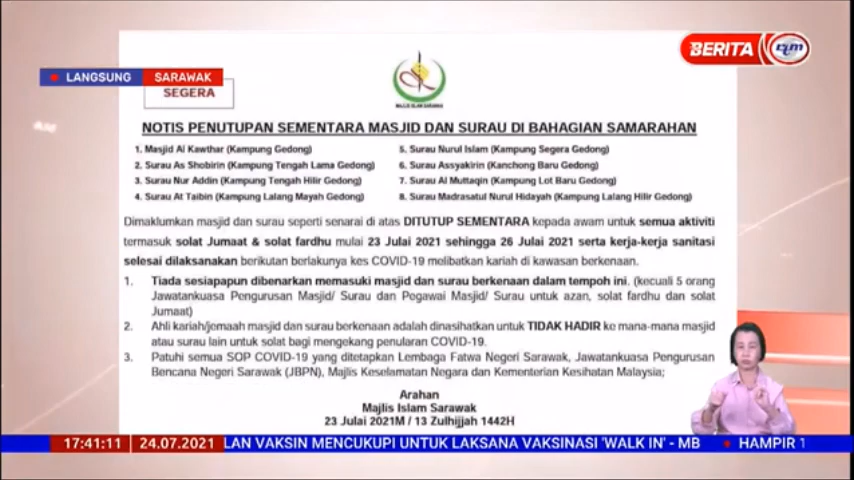 BERITA RTM
LANGSUNG SARAWAK
SEGERA
MAJLIS ISLAM SARAWAK
NOTIS PENUTUPAN SEMENTARA MASJID DAN SURAU DI BAHAGIAN SAMARAHAN
1. Masjid Al Kawthar (Kampung Gedong)
2. Surau As Shobirin (Kampung Tengah Lama Gedong)
3. Surau Nur Addin (Kampung Tengah Hilir Gedong)
4. Surau At Taibin (Kampung Lalang Mayah Gedong)
5. Surau Nurul Islam (Kampung Segera Gedong)
6. Surau Assyakirin (Kanchong Baru Gedong)
7. Surau Al Muttaqin (Kampung Lot Baru Gedong)
8. Surau Madrasatul Nurul Hidayah (Kampung Lalang Hilir Gedong)
Dimaklumkan masjid dan surau seperti senarai di atas DITUTUP SEMENTARA kepada awam untuk semua aktiviti
termasuk solat Jumaat & solat fardhu mulai 23 Julai 2021 sehingga 26 Julai 2021 serta kerja-kerja sanitasi
selesai dilaksanakan berikutan berlakunya kes COVID-19 melibatkan kariah di kawasan berkenaan.
1. Tiada sesiapapun dibenarkan memasuki masjid dan surau berkenaan dalam tempoh ini. (kecuali 5 orang
Jawatankuasa Pengurusan Masjid/ Surau dan Pegawai Masjid/ Surau untuk azan, solat fardhu dan solat
Jumaat)
2. Ahli kariah/jemaah masjid dan surau berkenaan adalah dinasihatkan untuk TIDAK HADIR ke mana-mana masjid
atau surau lain untuk solat bagi mengekang penularan COVID-19.
3. Patuhi semua SOP COVID-19 yang ditetapkan Lembaga Fatwa Negeri Sarawak, Jawatankuasa Pengurusan
Bencana Negeri Sarawak (JBPN), Majlis Keselamatan Negara dan Kementerian Kesihatan Malaysia;
Arahan
Majlis Islam Sarawak
23 Julai 2021M / 13 Zulhijjah 1442H
17:41:11 24.07.2021 LAN VAKSIN MENCUKUPI UNTUK LAKSANA VAKSINASI 'WALK IN' - MB HAMPIR 1